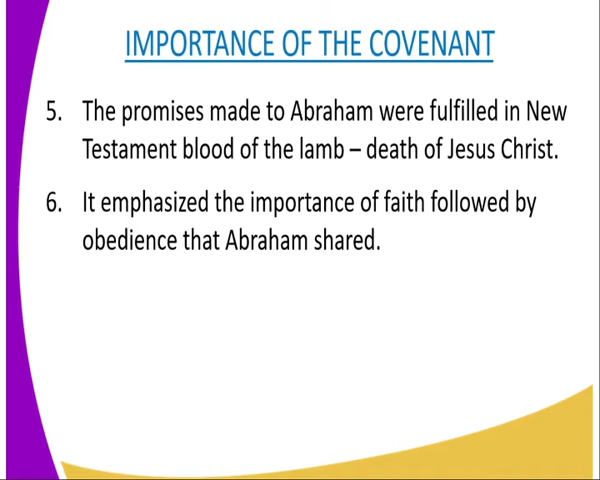 IMPORTANCE OF THE COVENANT
5. The promises made to Abraham were fulfilled in New
Testament blood of the lamb – death of Jesus Christ.
6. It emphasized the importance of faith followed by
obedience that Abraham shared.